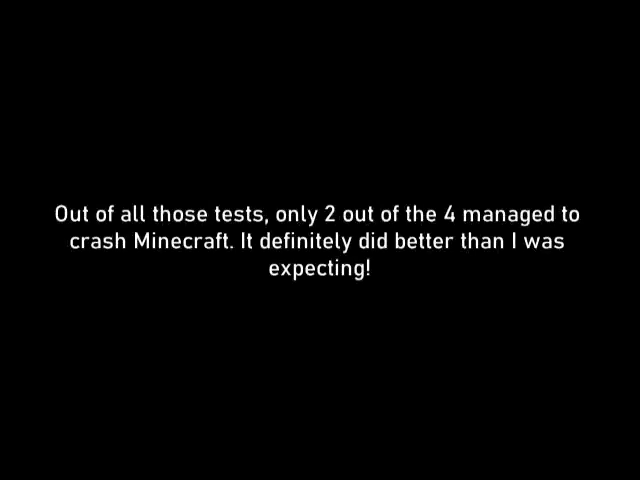 Out of all those tests, only 2 out of the 4 managed to
crash Minecraft. It definitely did better than I was
expecting!